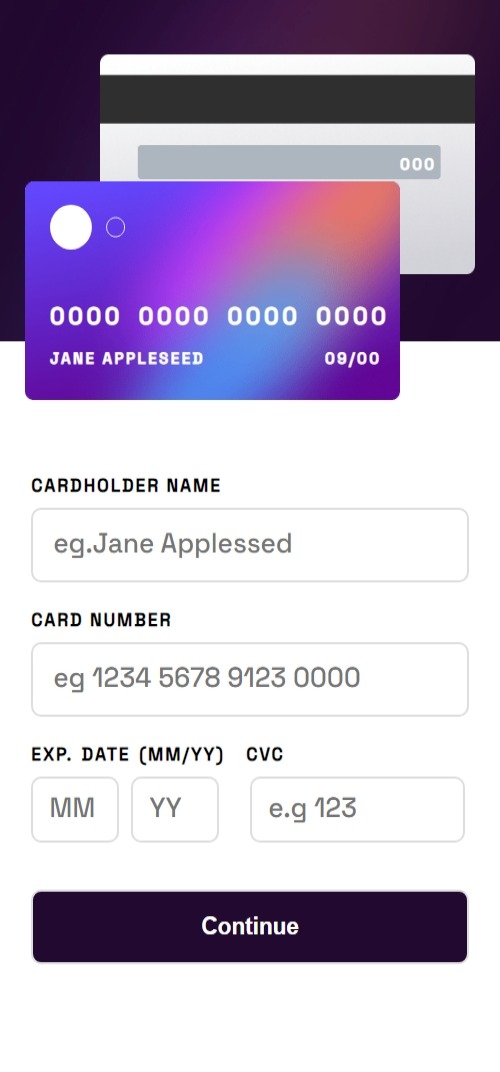 000
0000 0000 0000 0000
JANE APPLESEED 09/00
CARDHOLDER NAME
eg.Jane Applessed
CARD NUMBER
eg 1234 5678 9123 0000
EXP. DATE (MM/YY) CVC
MM YY e.g 123
Continue